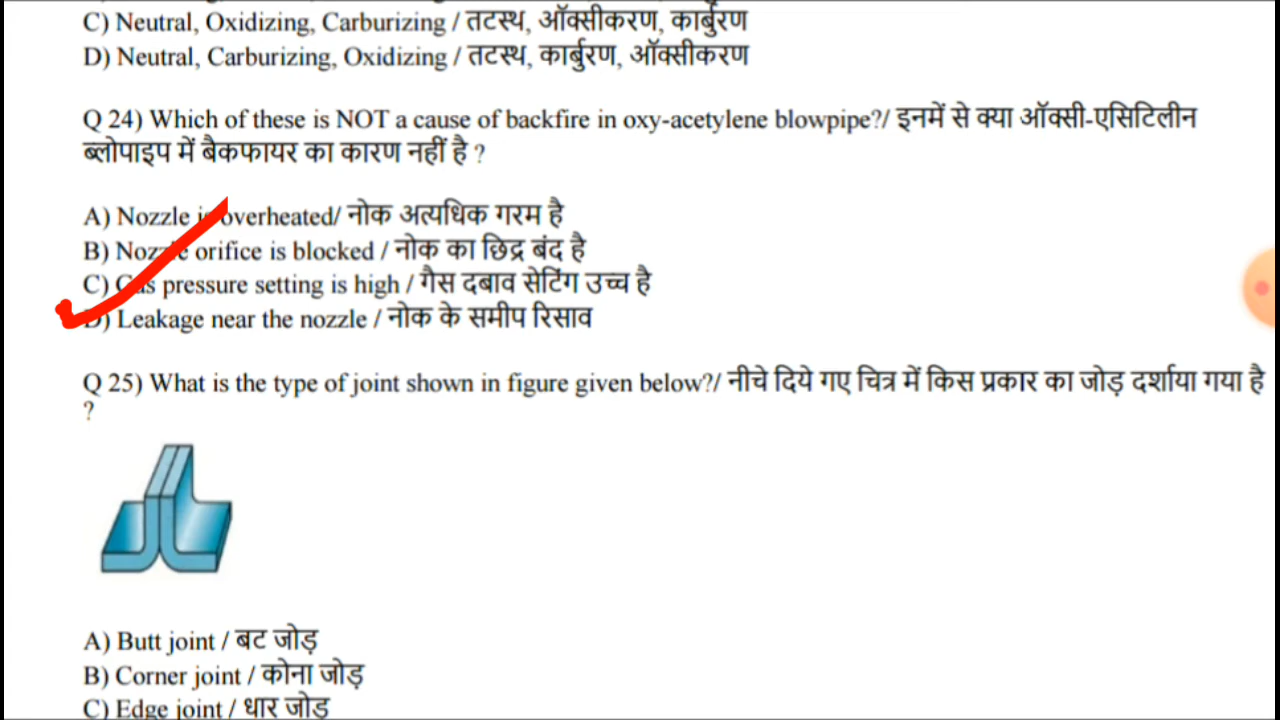 C) Neutral, Oxidizing, Carburizing / तटस्थ, ऑक्सीकरण, कार्बुरण
D) Neutral, Carburizing, Oxidizing / तटस्थ, कार्बुरण, ऑक्सीकरण
Q 24) Which of these is NOT a cause of backfire in oxy-acetylene blowpipe?/ इनमें से क्या ऑक्सी-एसिटिलीन
ब्लोपाइप में बैकफायर का कारण नहीं है ?
A) Nozzle is overheated/ नोक अत्यधिक गरम है
B) Nozzle orifice is blocked / नोक का छिद्र बंद है
C) Gas pressure setting is high / गैस दबाव सेटिंग उच्च है
D) Leakage near the nozzle / नोक के समीप रिसाव
Q 25) What is the type of joint shown in figure given below?/ नीचे दिये गए चित्र में किस प्रकार का जोड़ दर्शाया गया है
?
A) Butt joint / बट जोड़
B) Corner joint / कोना जोड़
C) Edge joint / धार जोड़